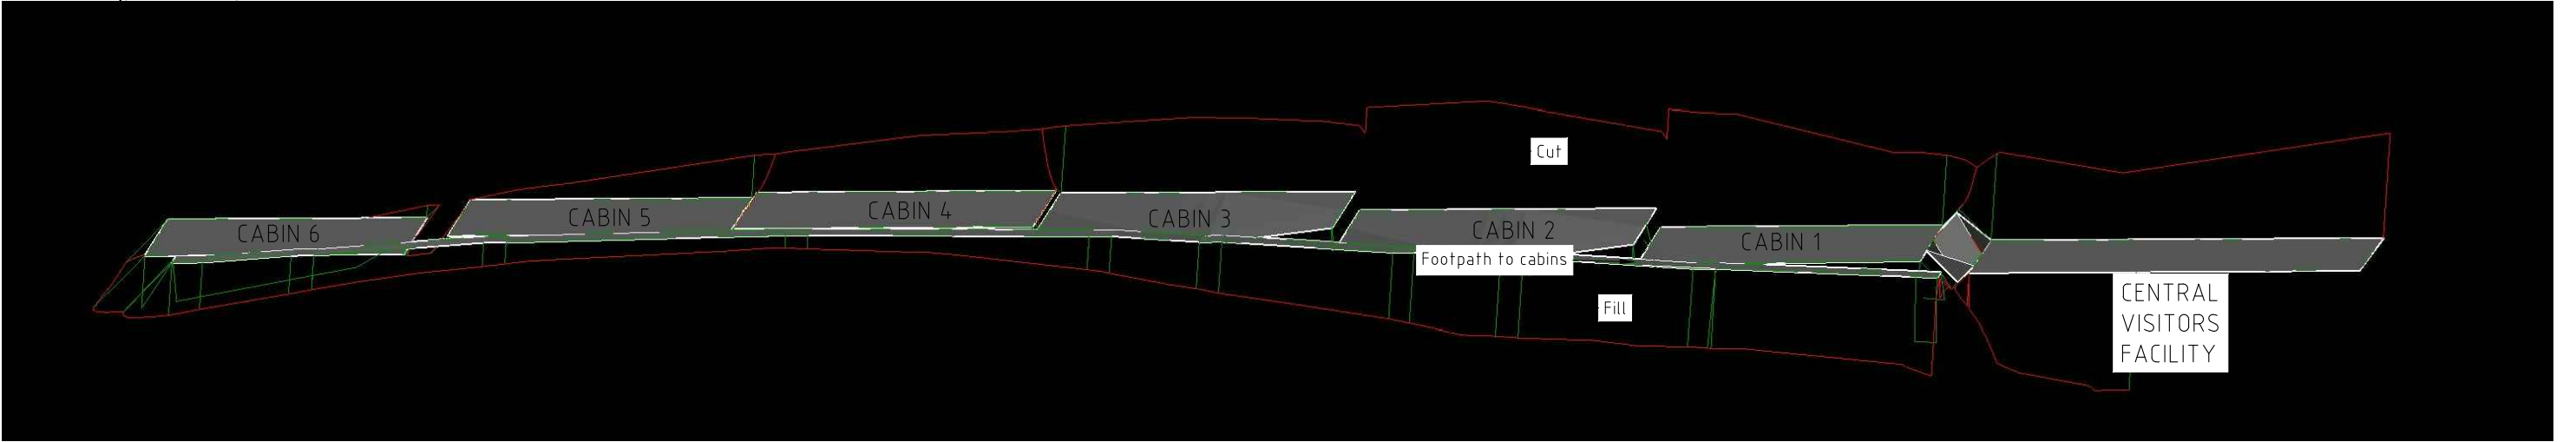 Cut
CABIN 6
CABIN 5
CABIN 4
CABIN 3
CABIN 2
CABIN 1
Footpath to cabins
Fill
CENTRAL
VISITORS
FACILITY